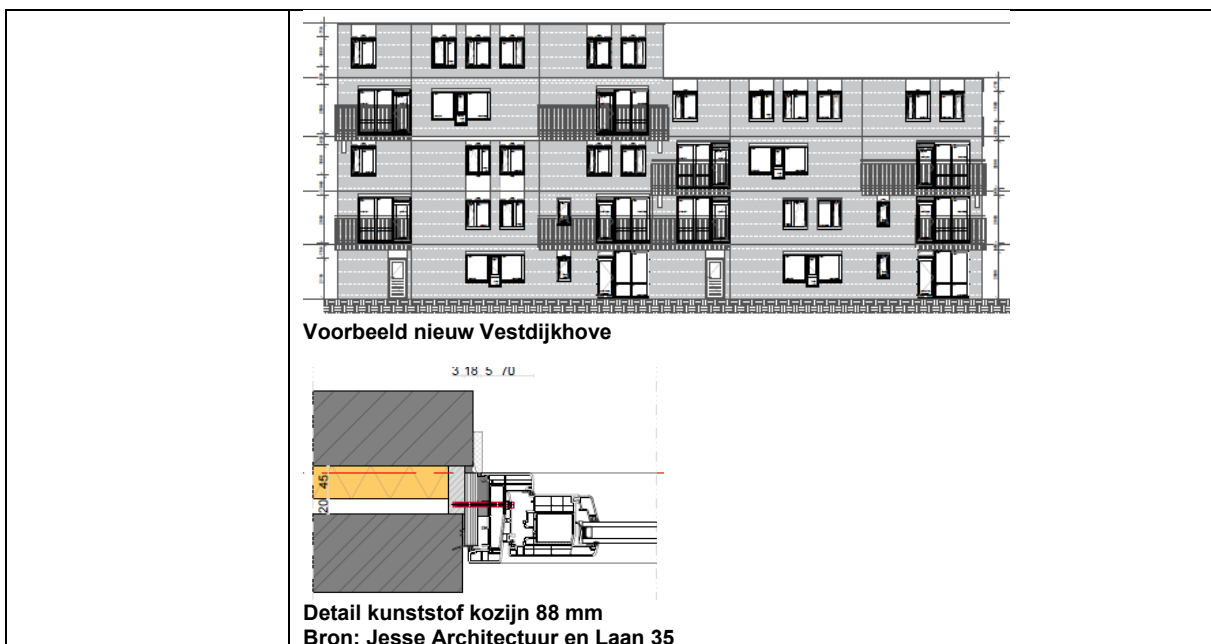 Voorbeeld nieuw Vestdijkhove
3 18 5 70
45
20
Detail kunststof kozijn 88 mm
Bron: Jesse Architectuur en Laan 35